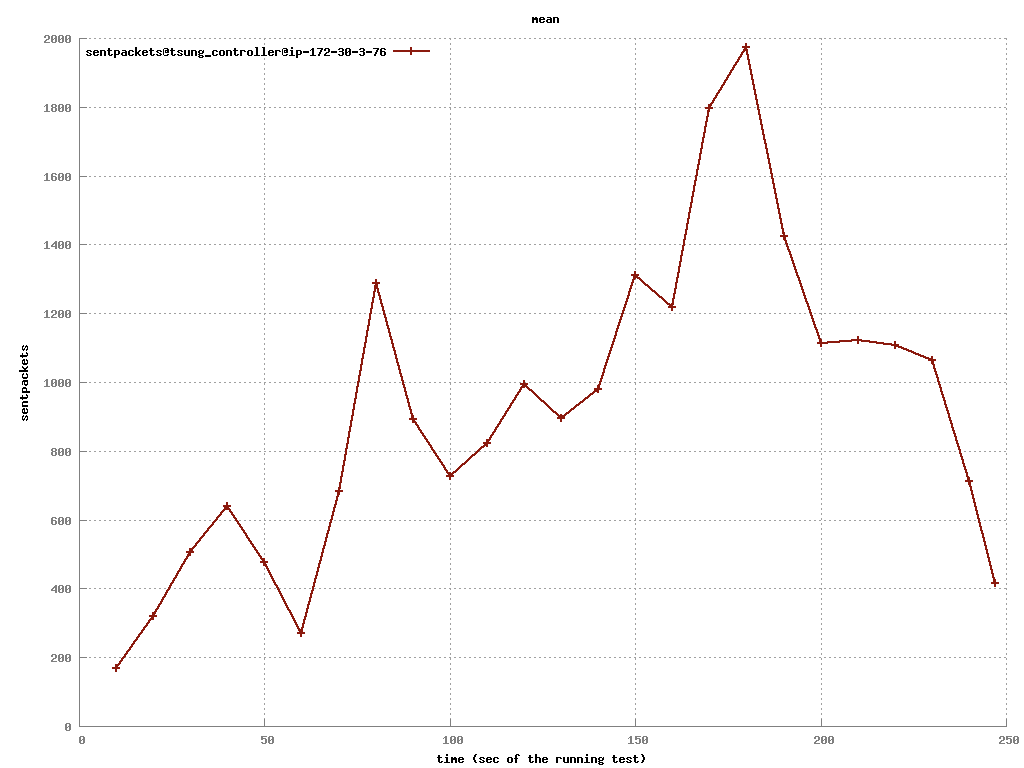 mean
sentpackets@tsung_controller@ip-172-30-3-76
2000
1800
1600
1400
1200
1000
800
600
400
200
0
sentpackets
0 50 100 150 200 250
time (sec of the running test)